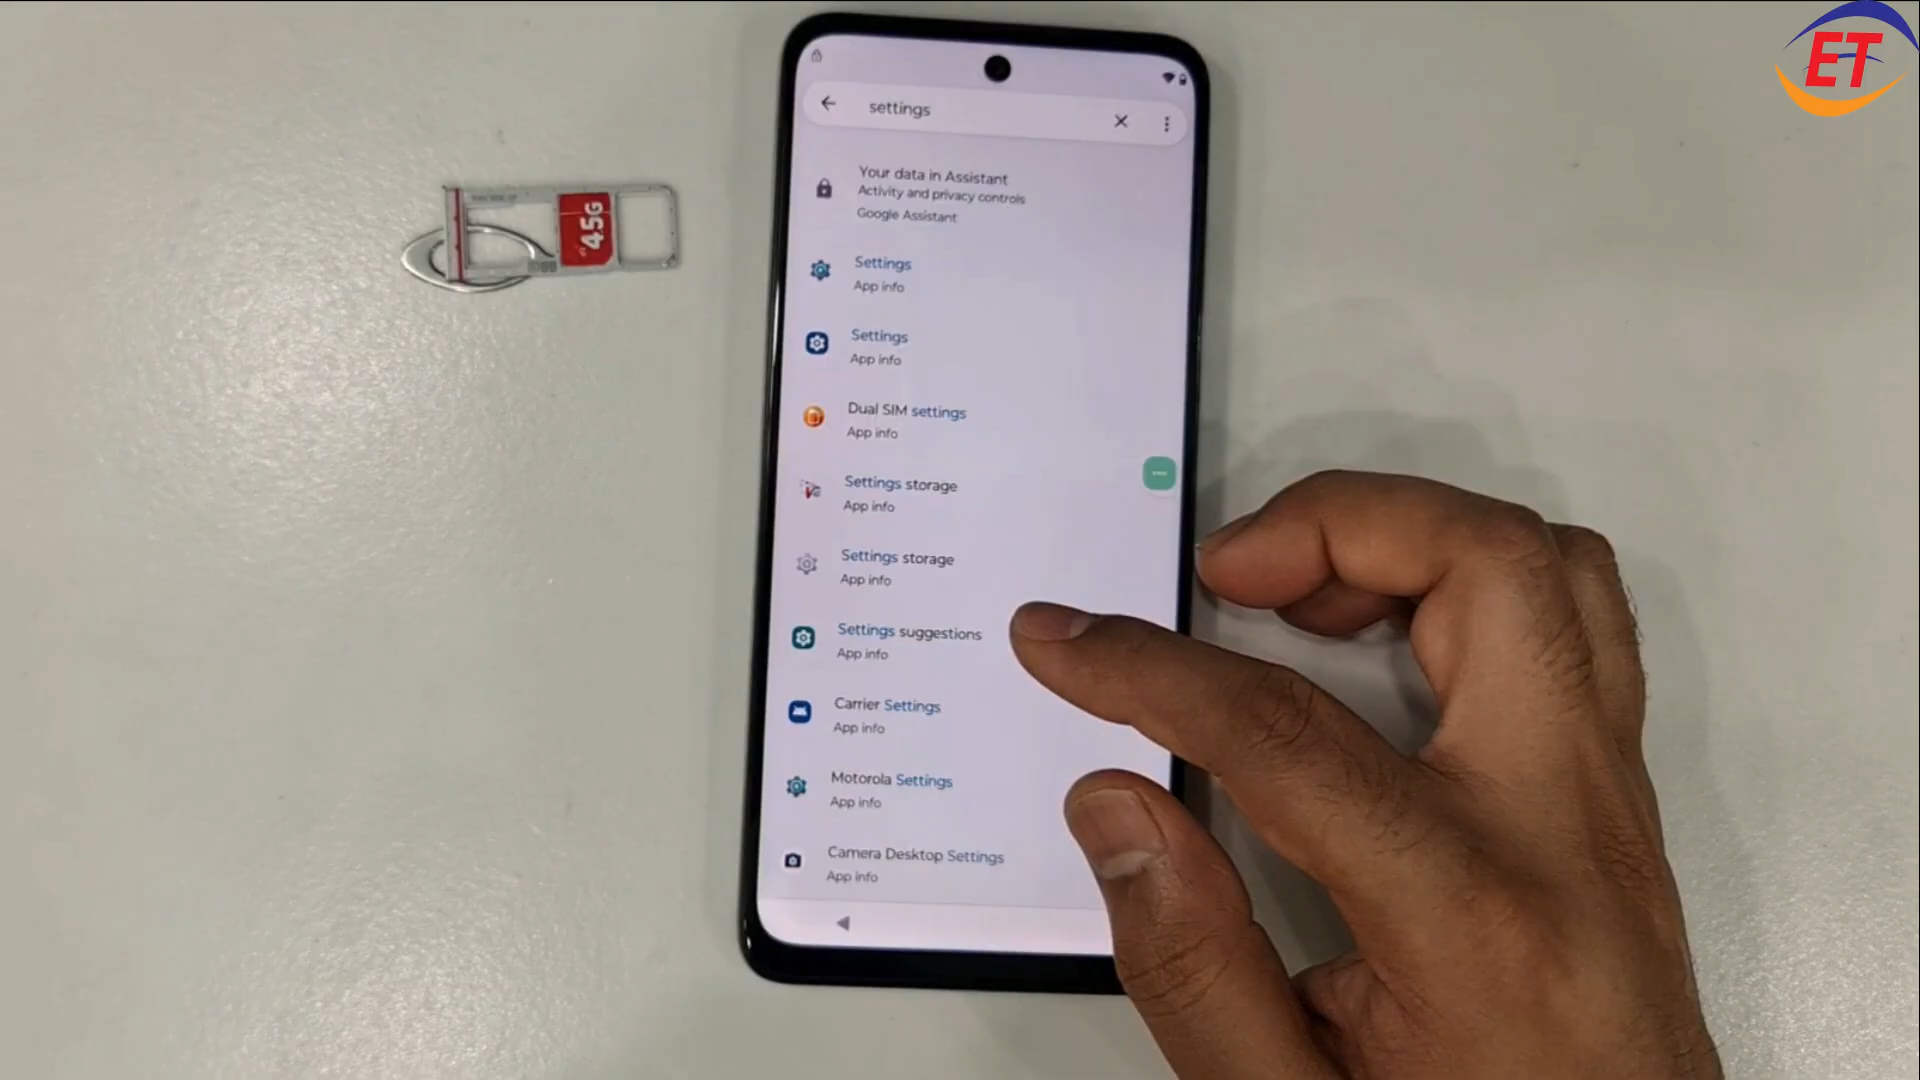 ET
settings
Your data in Assistant
Activity and privacy controls
Google Assistant
Settings
App info
Settings
App info
Dual SIM settings
App info
Settings storage
App info
Settings storage
App info
Settings suggestions
App info
Carrier Settings
App info
Motorola Settings
App info
Camera Desktop Settings
App info
4.5G